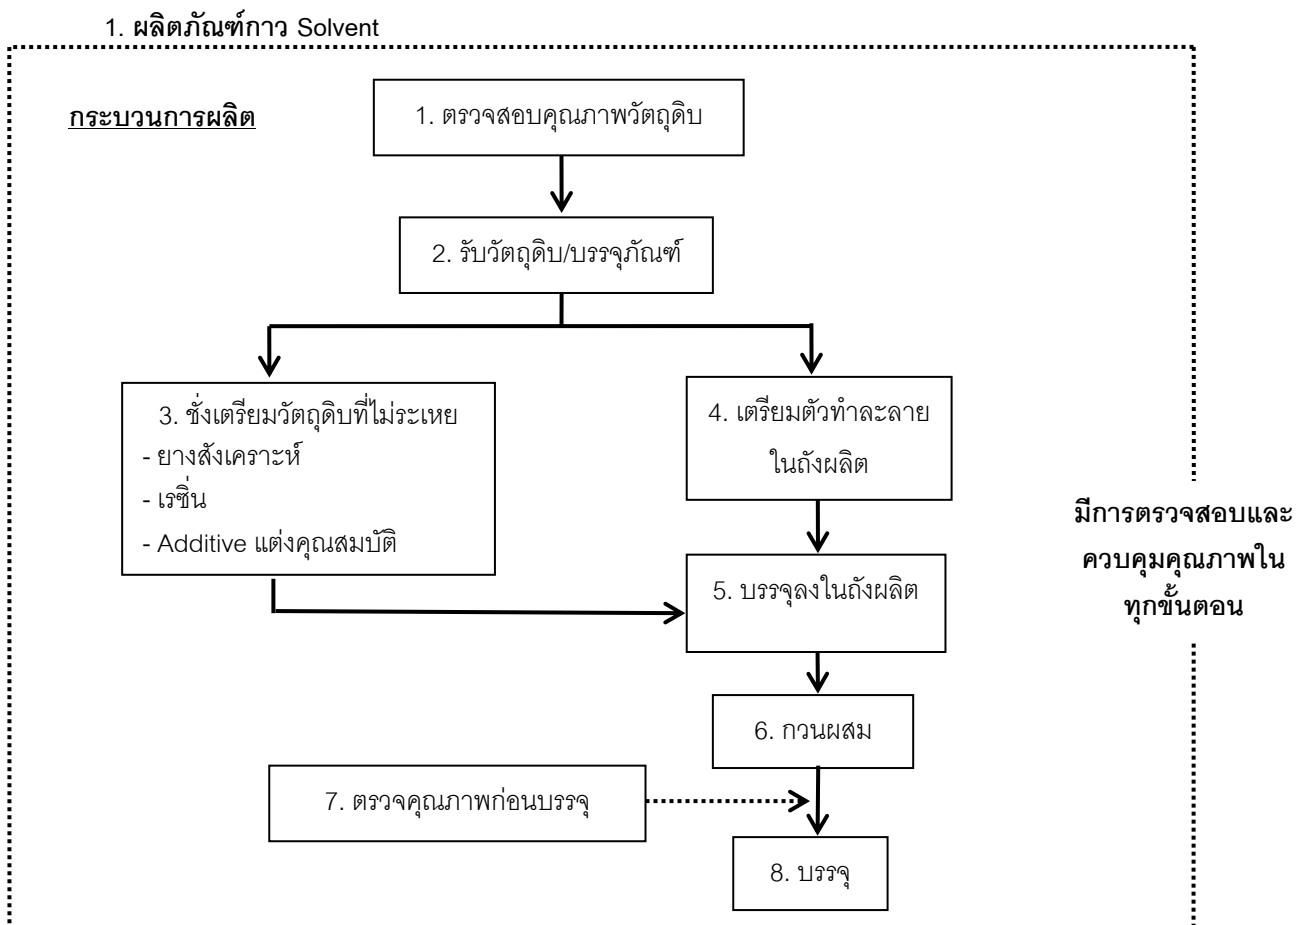 1. ผลิตภัณฑ์กาว Solvent
กระบวนการผลิต
1. ตรวจสอบคุณภาพวัตถุดิบ
2. รับวัตถุดิบ/บรรจุภัณฑ์
3. ชั่งเตรียมวัตถุดิบที่ไม่ระเหย
- ยางสังเคราะห์
- เรซิ่น
- Additive แต่งคุณสมบัติ
4. เตรียมตัวทำละลาย
ในถังผลิต
5. บรรจุลงในถังผลิต
6. กวนผสม
7. ตรวจคุณภาพก่อนบรรจุ
8. บรรจุ
มีการตรวจสอบและ
ควบคุมคุณภาพใน
ทุกขั้นตอน